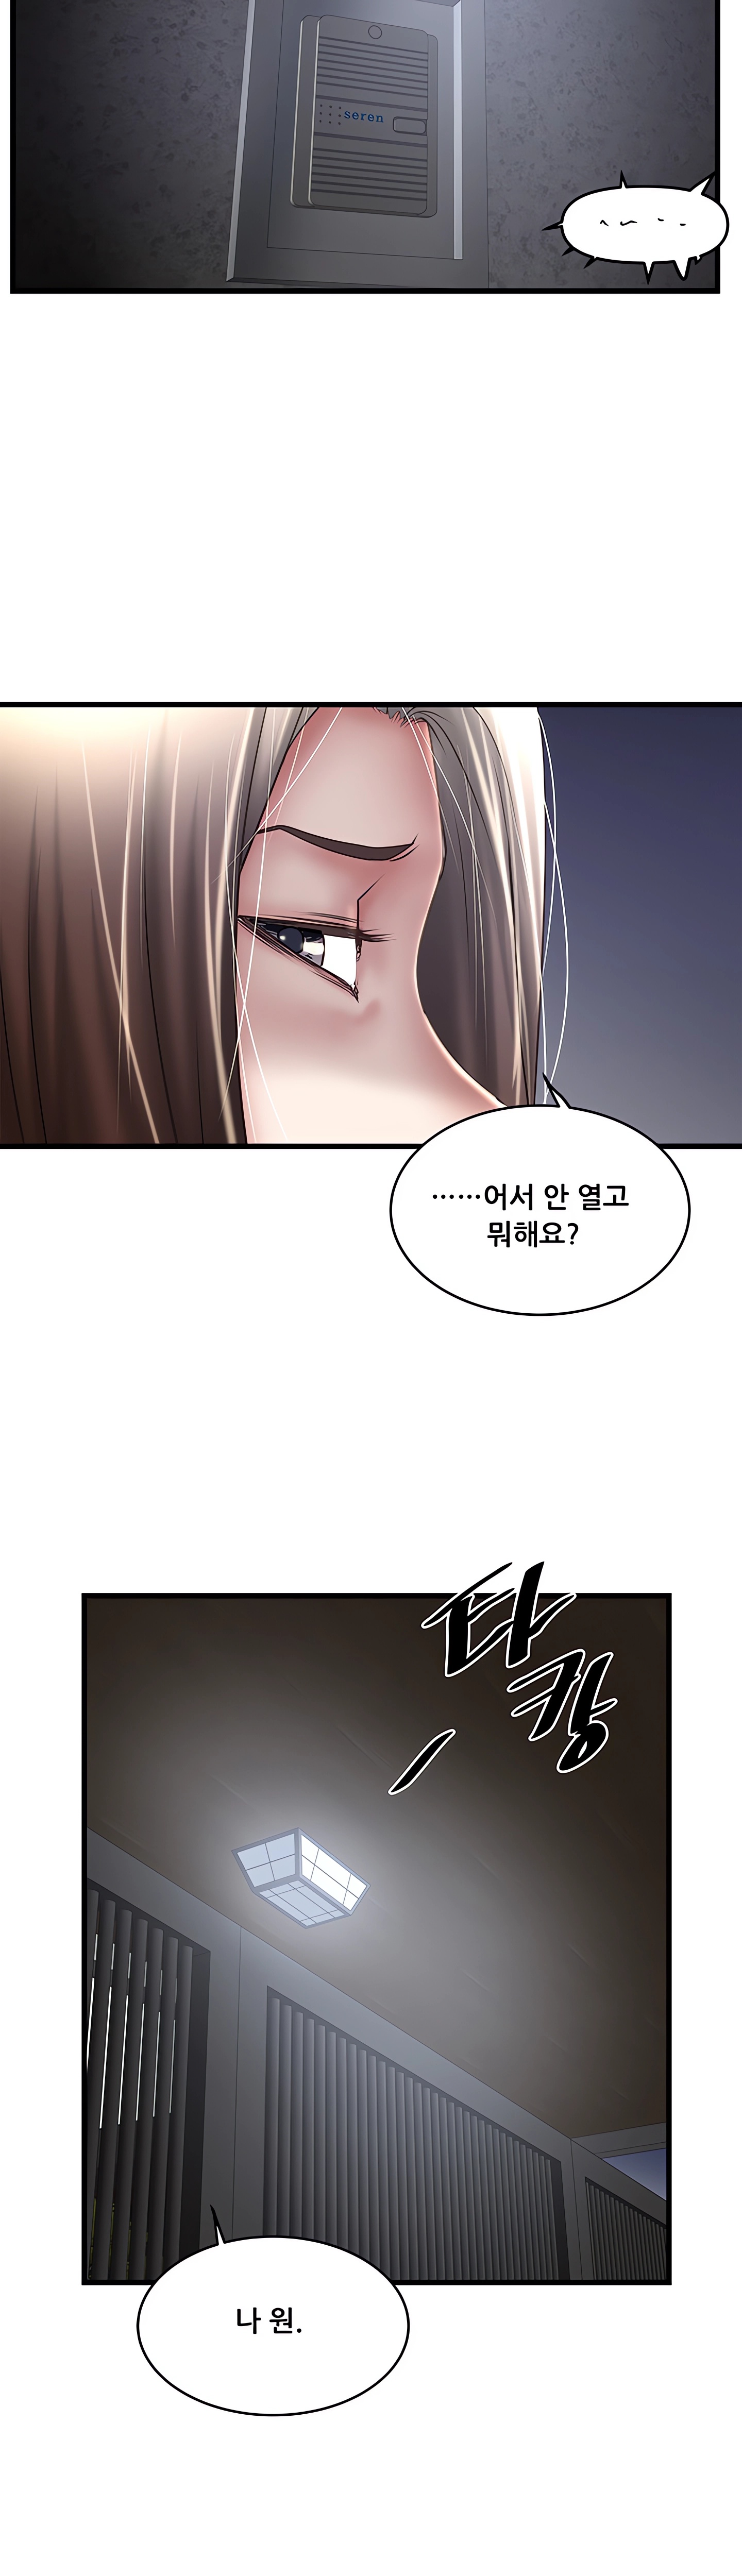 seren
……어서 안 열고
뭐해요?
타
캉
나 원.